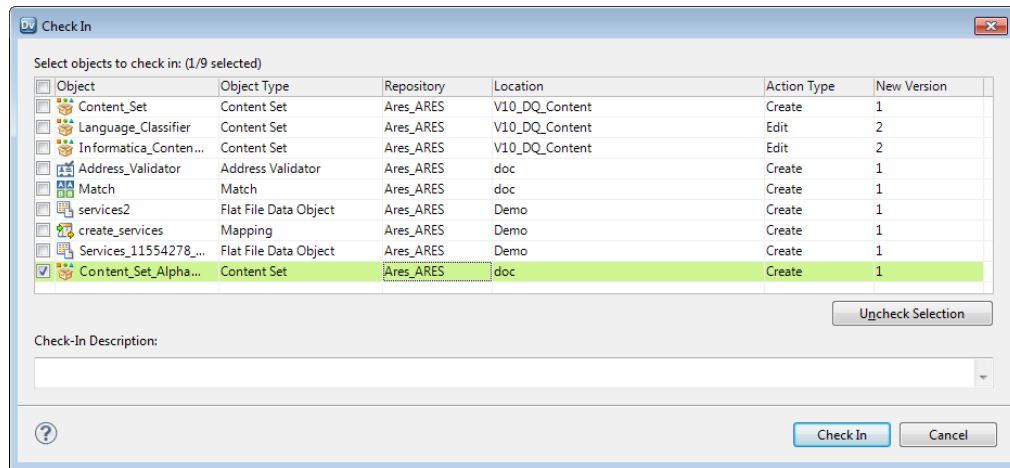 Dv Check In
Select objects to check in: (1/9 selected)
Object Object Type Repository Location Action Type New Version
Content_Set Content Set Ares_ARES V10_DQ_Content Create 1
Language_Classifier Content Set Ares_ARES V10_DQ_Content Edit 2
Informatica_Conten... Content Set Ares_ARES V10_DQ_Content Edit 2
Address_Validator Address Validator Ares_ARES doc Create 1
Match Match Ares_ARES doc Create 1
services2 Flat File Data Object Ares_ARES Demo Create 1
create_services Mapping Ares_ARES Demo Create 1
Services_11554278_... Flat File Data Object Ares_ARES Demo Create 1
Content_Set_Alpha... Content Set Ares_ARES doc Create 1
Uncheck Selection
Check-In Description:
? Check In Cancel